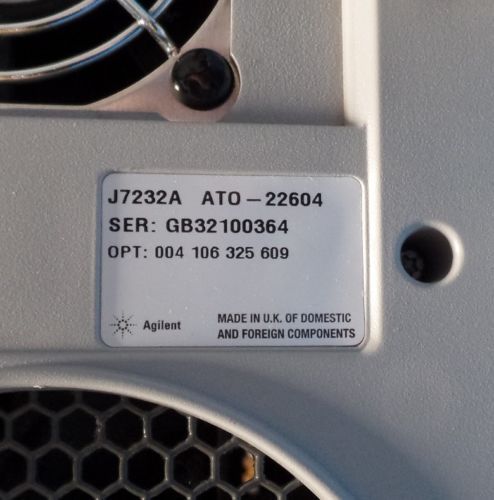 J7232A ATO-22604
SER: GB32100364
OPT: 004 106 325 609
Agilent
MADE IN U.K. OF DOMESTIC
AND FOREIGN COMPONENTS